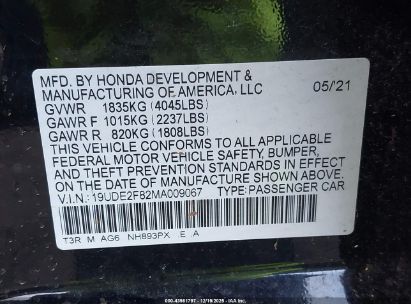 MFD. BY HONDA DEVELOPMENT &
MANUFACTURING OF AMERICA, LLC 05/21
GVWR 1835KG (4045LBS)
GAWR F 1015KG (2237LBS)
GAWR R 820KG (1808LBS)
THIS VEHICLE CONFORMS TO ALL APPLICABLE
FEDERAL MOTOR VEHICLE SAFETY, BUMPER,
AND THEFT PREVENTION STANDARDS IN EFFECT ON
THE DATE OF MANUFACTURE SHOWN ABOVE.
V.I.N.: 19UDE2F82MA009067 TYPE: PASSENGER CAR
T3R M AG6 NH893PX E A